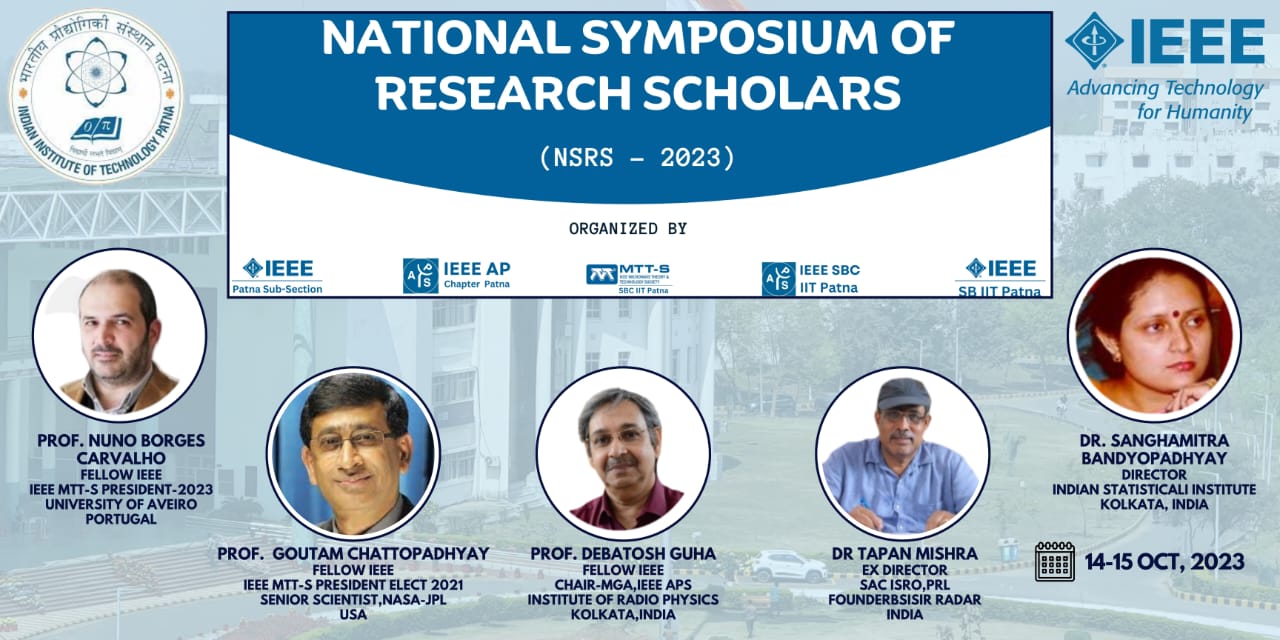 भारतीय प्रौद्योगिकी संस्थान पटना
INDIAN INSTITUTE OF TECHNOLOGY PATNA
NATIONAL SYMPOSIUM OF
RESEARCH SCHOLARS
(NSRS - 2023)
ORGANIZED BY
IEEE
Advancing Technology
for Humanity
IEEE
Patna Sub-Section
IEEE AP
Chapter Patna
MTT-S
IEEE MICROWAVE THEORY &
TECHNOLOGY SOCIETY
SBC IIT Patna
IEEE SBC
IIT Patna
IEEE
SB IIT Patna
PROF. NUNO BORGES
CARVALHO
FELLOW IEEE
IEEE MTT-S PRESIDENT-2023
UNIVERSITY OF AVEIRO
PORTUGAL
PROF. GOUTAM CHATTOPADHYAY
FELLOW IEEE
IEEE MTT-S PRESIDENT ELECT 2021
SENIOR SCIENTIST,NASA-JPL
USA
PROF. DEBATOSH GUHA
FELLOW IEEE
CHAIR-MGA,IEEE APS
INSTITUTE OF RADIO PHYSICS
KOLKATA,INDIA
DR TAPAN MISHRA
EX DIRECTOR
SAC ISRO,PRL
FOUNDERBSISIR RADAR
INDIA
DR. SANGHAMITRA
BANDYOPADHYAY
DIRECTOR
INDIAN STATISTICALI INSTITUTE
KOLKATA, INDIA
14-15 OCT, 2023